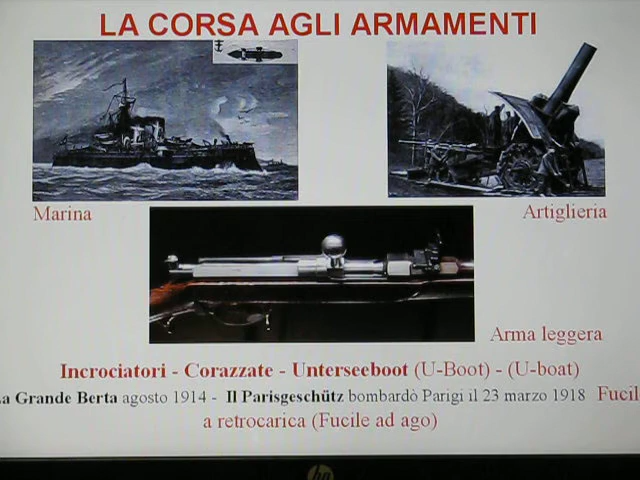 LA CORSA AGLI ARMAMENTI
Marina
Artiglieria
Arma leggera
Incrociatori - Corazzate - Unterseeboot (U-Boot) - (U-boat)
a Grande Berta agosto 1914 - Il Parisgeschütz bombardò Parigi il 23 marzo 1918 Fucil
a retrocarica (Fucile ad ago)
hp